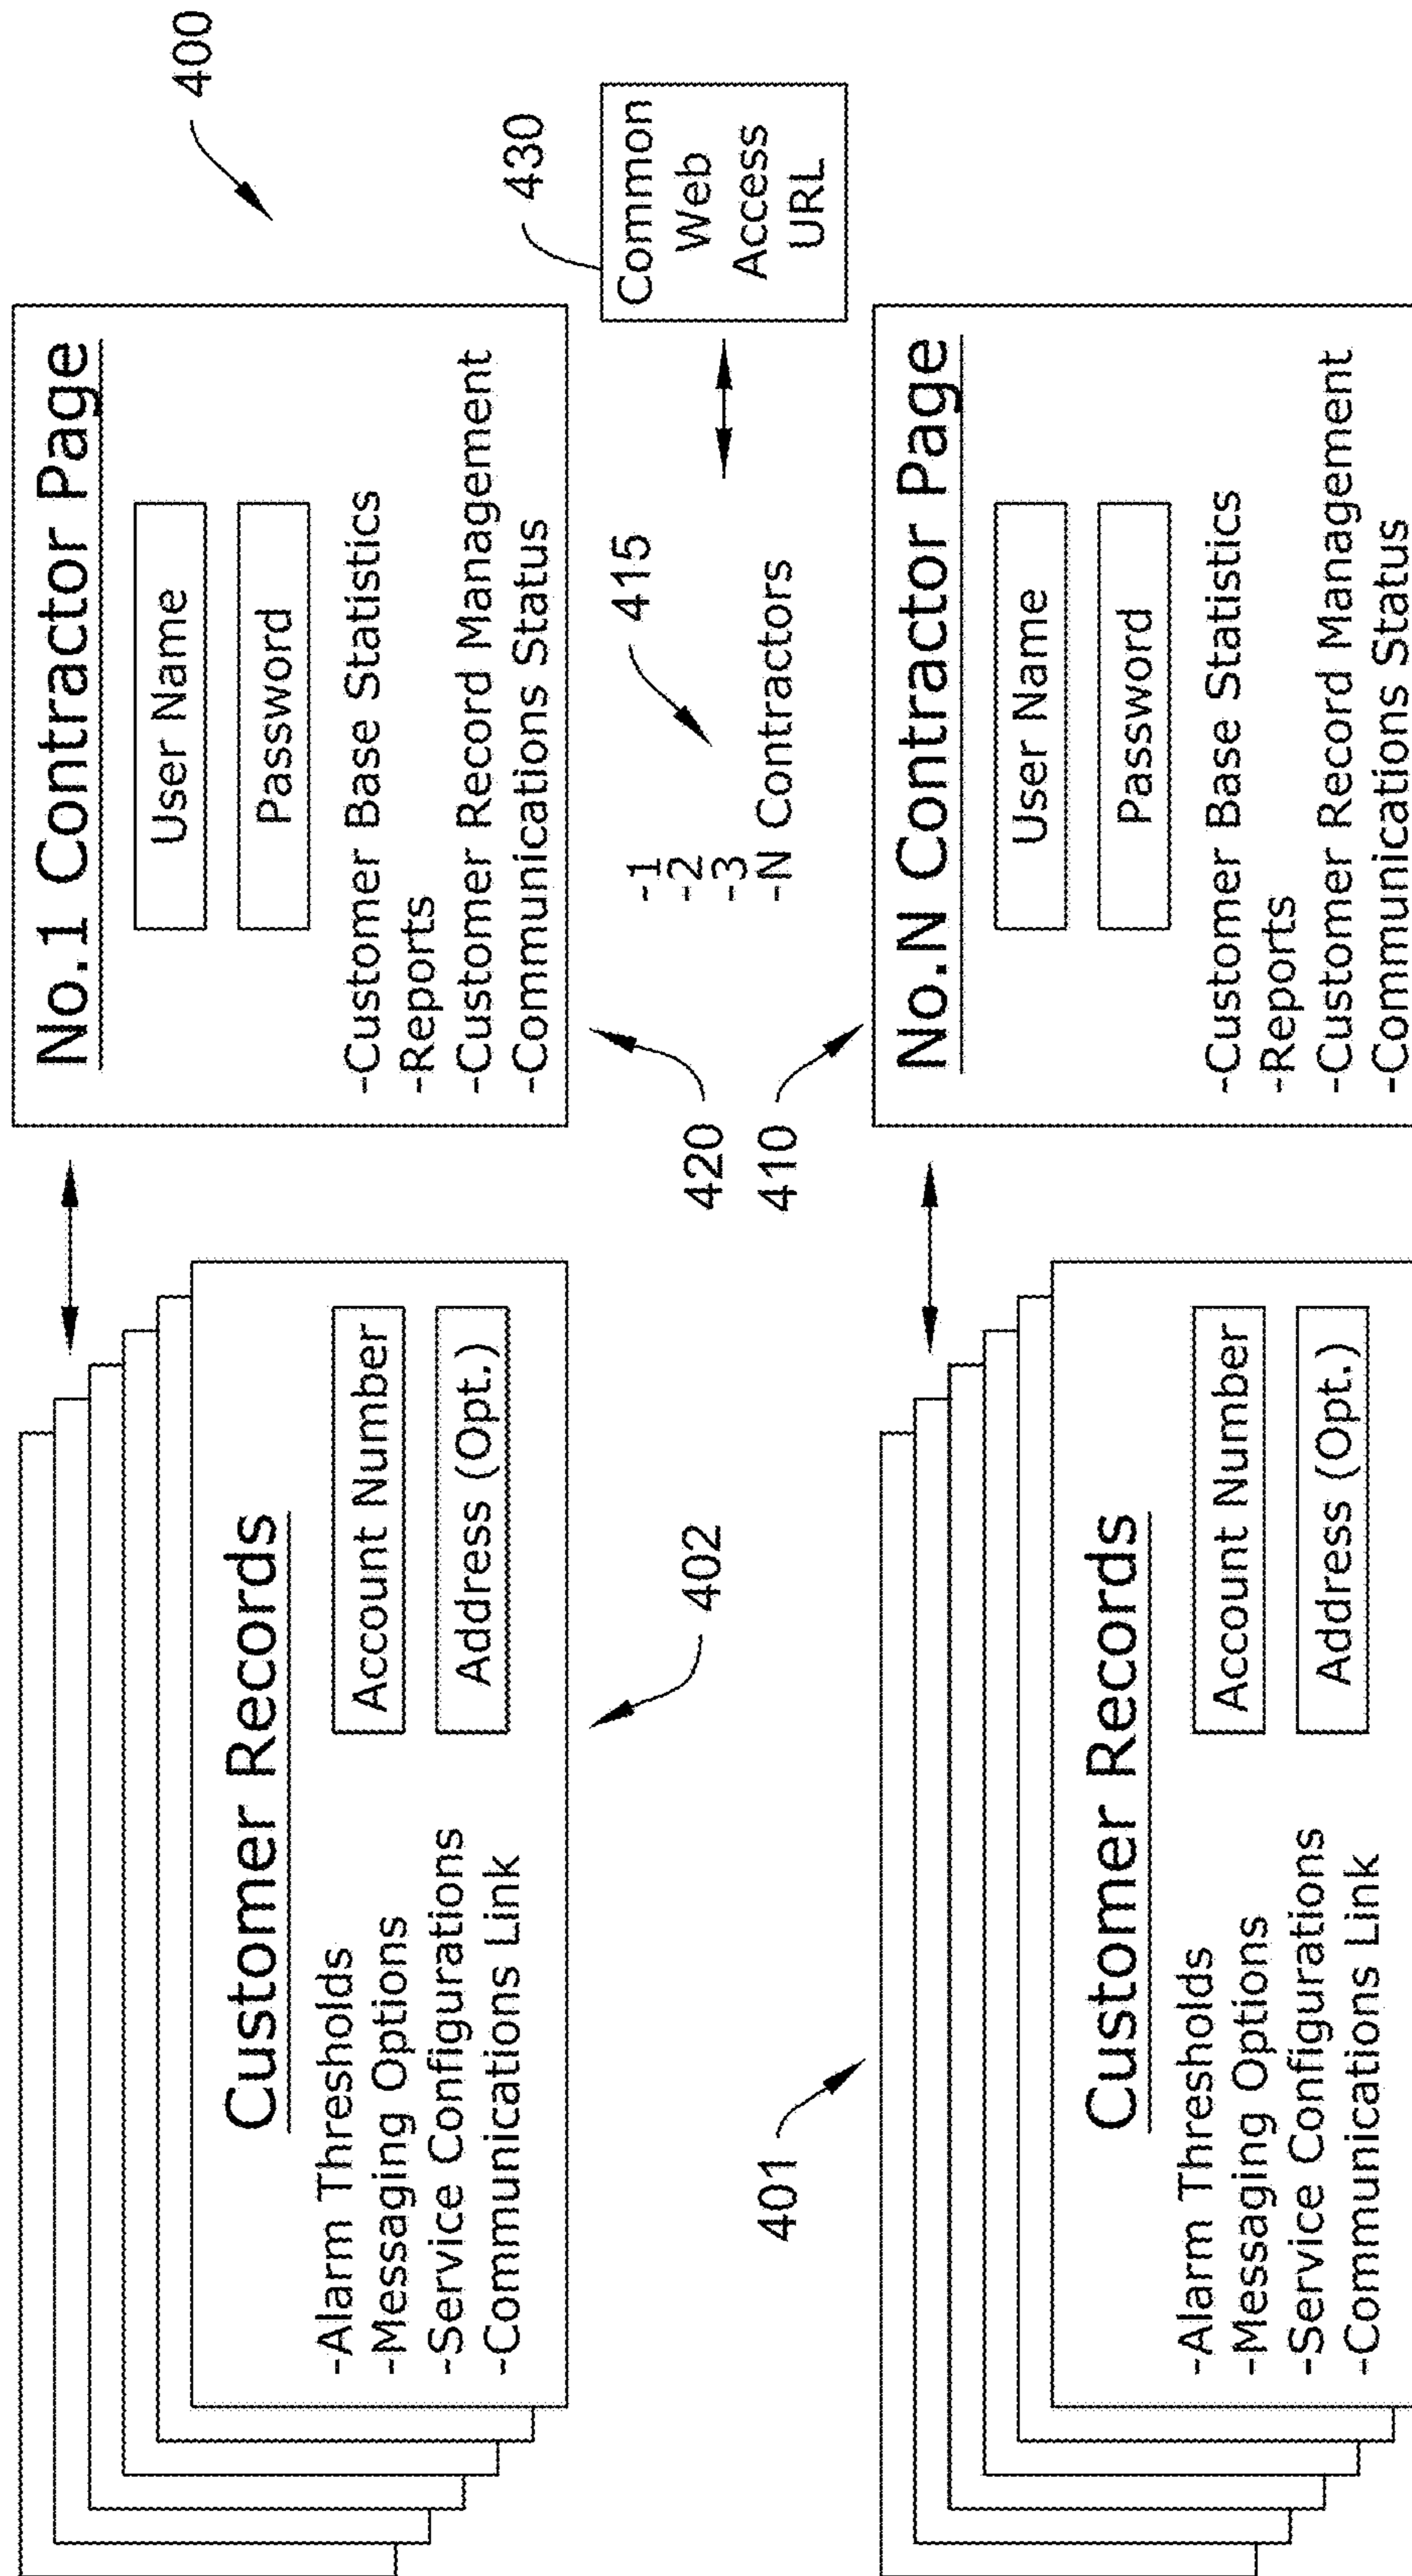 400
Customer Records
-Alarm Thresholds
-Messaging Options
-Service Configurations
-Communications Link
Account Number
Address (Opt.)
402
No.1 Contractor Page
User Name
Password
-Customer Base Statistics
-Reports
-Customer Record Management
-Communications Status
420
415
-1
-2
-3
-N Contractors
430
Common
Web
Access
URL
401
Customer Records
-Alarm Thresholds
-Messaging Options
-Service Configurations
-Communications Link
Account Number
Address (Opt.)
410
No.N Contractor Page
User Name
Password
-Customer Base Statistics
-Reports
-Customer Record Management
-Communications Status